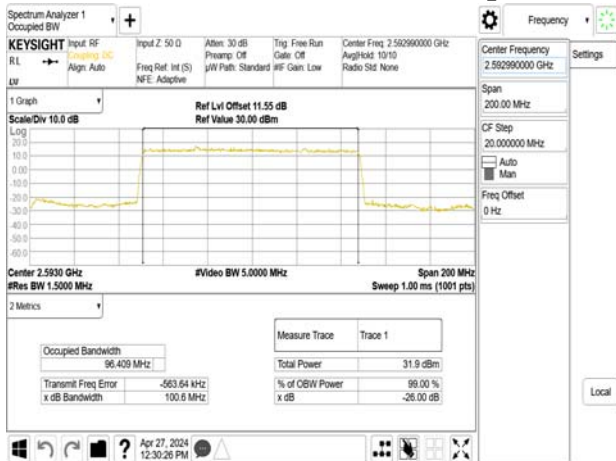 Spectrum Analyzer 1
Occupied BW
+
Frequency
KEYSIGHT
RL
Input: RF
Coupling: DC
Align: Auto
Input Z: 50 Ω
Freq Ref: Int (S)
NFE: Adaptive
Atten: 30 dB
Preamp: Off
µW Path: Standard
Trig: Free Run
Gate: Off
#IF Gain: Low
Center Freq: 2.592990000 GHz
Avg|Hold: 10/10
Radio Std: None
Center Frequency
2.592990000 GHz
Settings
Span
200.00 MHz
CF Step
20.000000 MHz
Auto
Man
Freq Offset
0 Hz
Local
1 Graph
Scale/Div 10.0 dB
Ref Lvl Offset 11.55 dB
Ref Value 30.00 dBm
Log
20.0
10.0
0.00
-10.0
-20.0
-30.0
-40.0
-50.0
-60.0
Center 2.5930 GHz
#Video BW 5.0000 MHz
Span 200 MHz
#Res BW 1.5000 MHz
Sweep 1.00 ms (1001 pts)
2 Metrics
Measure Trace
Trace 1
Occupied Bandwidth
96.409 MHz
Total Power
31.9 dBm
Transmit Freq Error
-563.64 kHz
% of OBW Power
99.00 %
x dB Bandwidth
100.6 MHz
x dB
-26.00 dB
?
Apr 27, 2024
12:30:26 PM